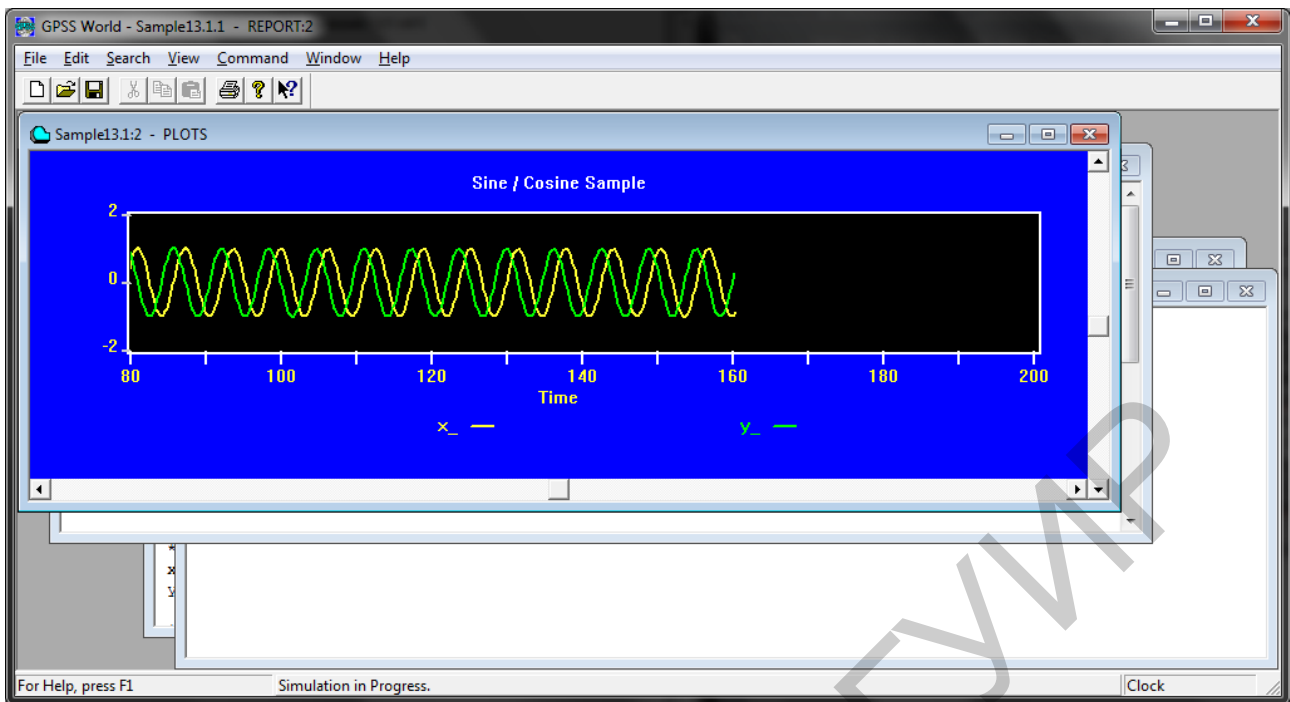 GPSS World - Sample13.1.1 - REPORT:2
File Edit Search View Command Window Help
Sample13.1:2 - PLOTS
Sine / Cosine Sample
2
0
-2
80 100 120 140 160 180 200
Time
x_ y_
*
x
ГУИР
For Help, press F1 Simulation in Progress. Clock